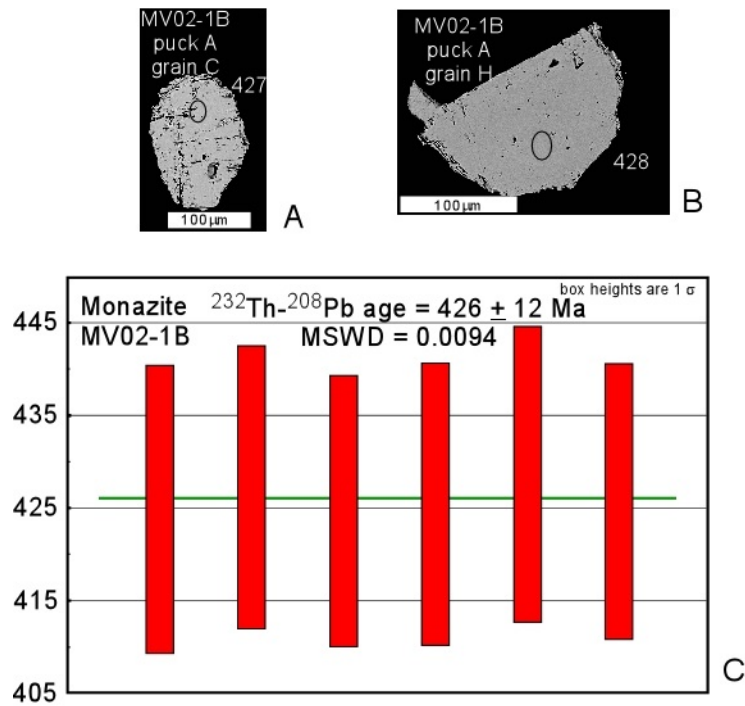 MV02-1B
puck A
grain C
427
100µm
A
MV02-1B
puck A
grain H
428
100µm
B
box heights are 1 σ
Monazite ²³²Th-²⁰⁸Pb age = 426 ± 12 Ma
MV02-1B MSWD = 0.0094
445
435
425
415
405
C